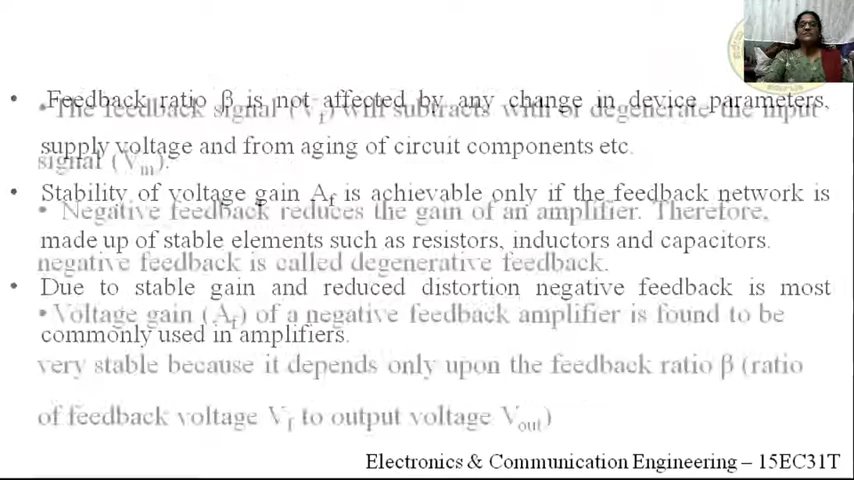 • Feedback ratio β is not affected by any change in device parameters,
• The feedback signal (Vf) will subtracts with or degenerate the input
supply voltage and from aging of circuit components etc.
signal (Vin).
• Stability of voltage gain Af is achievable only if the feedback network is
• Negative feedback reduces the gain of an amplifier. Therefore,
made up of stable elements such as resistors, inductors and capacitors.
negative feedback is called degenerative feedback.
• Due to stable gain and reduced distortion negative feedback is most
• Voltage gain (Af) of a negative feedback amplifier is found to be
commonly used in amplifiers.
very stable because it depends only upon the feedback ratio β (ratio
of feedback voltage Vf to output voltage Vout)
Electronics & Communication Engineering – 15EC31T